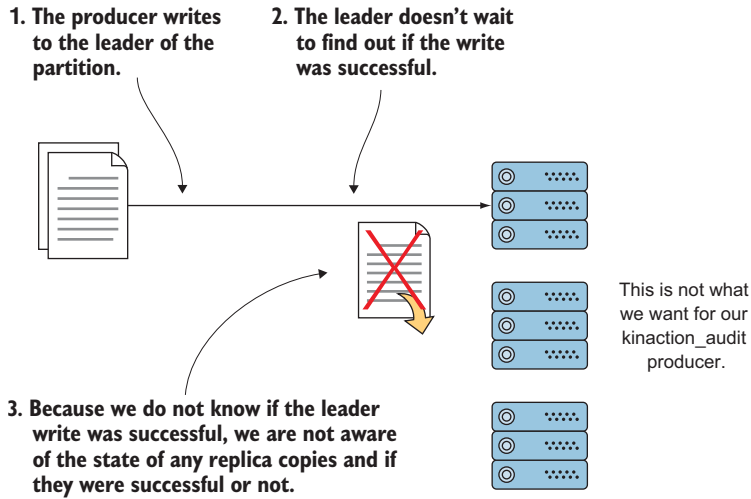 1. The producer writes
to the leader of the
partition.
2. The leader doesn't wait
to find out if the write
was successful.
This is not what
we want for our
kinaction_audit
producer.
3. Because we do not know if the leader
write was successful, we are not aware
of the state of any replica copies and if
they were successful or not.